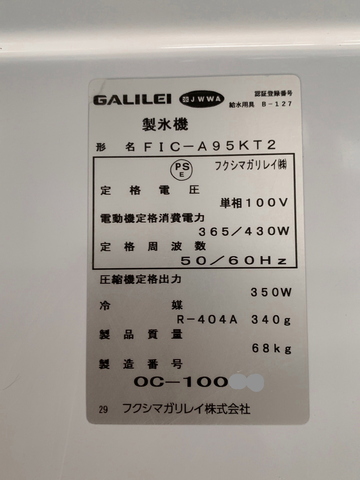 GALILEI JWWA 認証登録番号
給水用具 B-127
製氷機
形名 FIC-A95KT2
PS E フクシマガリレイ㈱
定格電圧
単相100V
電動機定格消費電力
365/430W
定格周波数
50/60Hz
圧縮機定格出力
350W
冷媒
R-404A 340g
製品質量
68kg
製造番号
OC-100
29 フクシマガリレイ株式会社